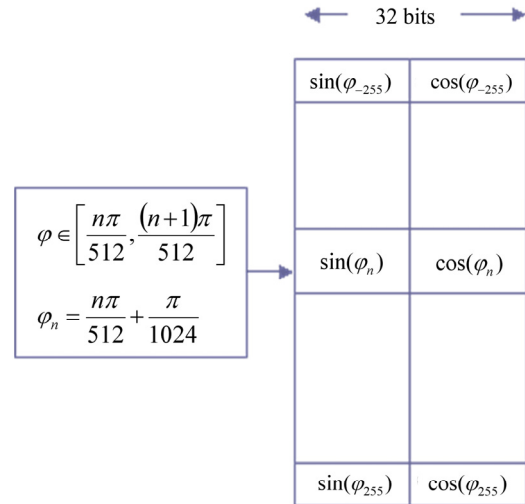 32 bits
sin(φ₋₂₅₅) cos(φ₋₂₅₅)
φ ∈ [nπ/512, (n+1)π/512]
φₙ = nπ/512 + π/1024
sin(φₙ) cos(φₙ)
sin(φ₂₅₅) cos(φ₂₅₅)